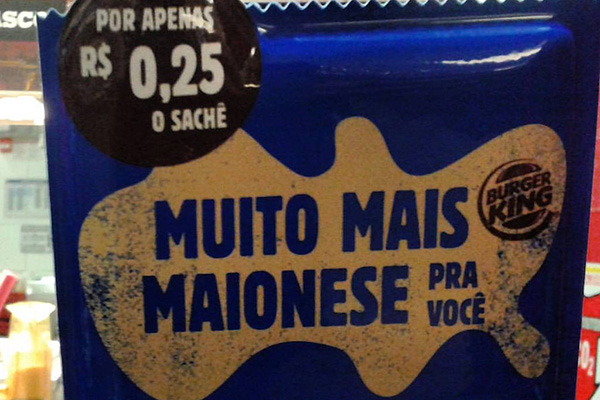 POR APENAS
R$ 0,25
O SACHÊ
MUITO MAIS
MAIONESE PRA
VOCÊ
BURGER
KING